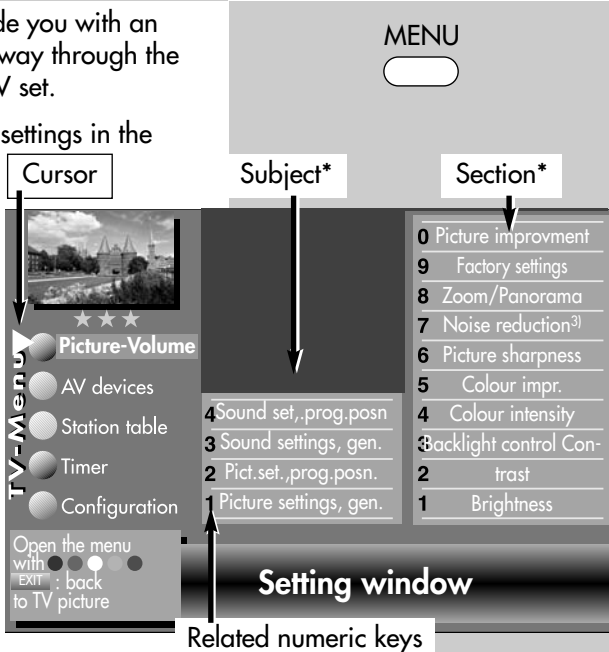 de you with an
way through the
V set.
settings in the
MENU
Cursor
Subject*
Section*
TV-Menu
Picture-Volume
AV devices
Station table
Timer
Configuration
Open the menu
with
EXIT : back
to TV picture
4 Sound set,.prog.posn
3 Sound settings, gen.
2 Pict.set.,prog.posn.
1 Picture settings, gen.
0 Picture improvment
9 Factory settings
8 Zoom/Panorama
7 Noise reduction3)
6 Picture sharpness
5 Colour impr.
4 Colour intensity
3 Backlight control Con-
2 trast
1 Brightness
Setting window
Related numeric keys